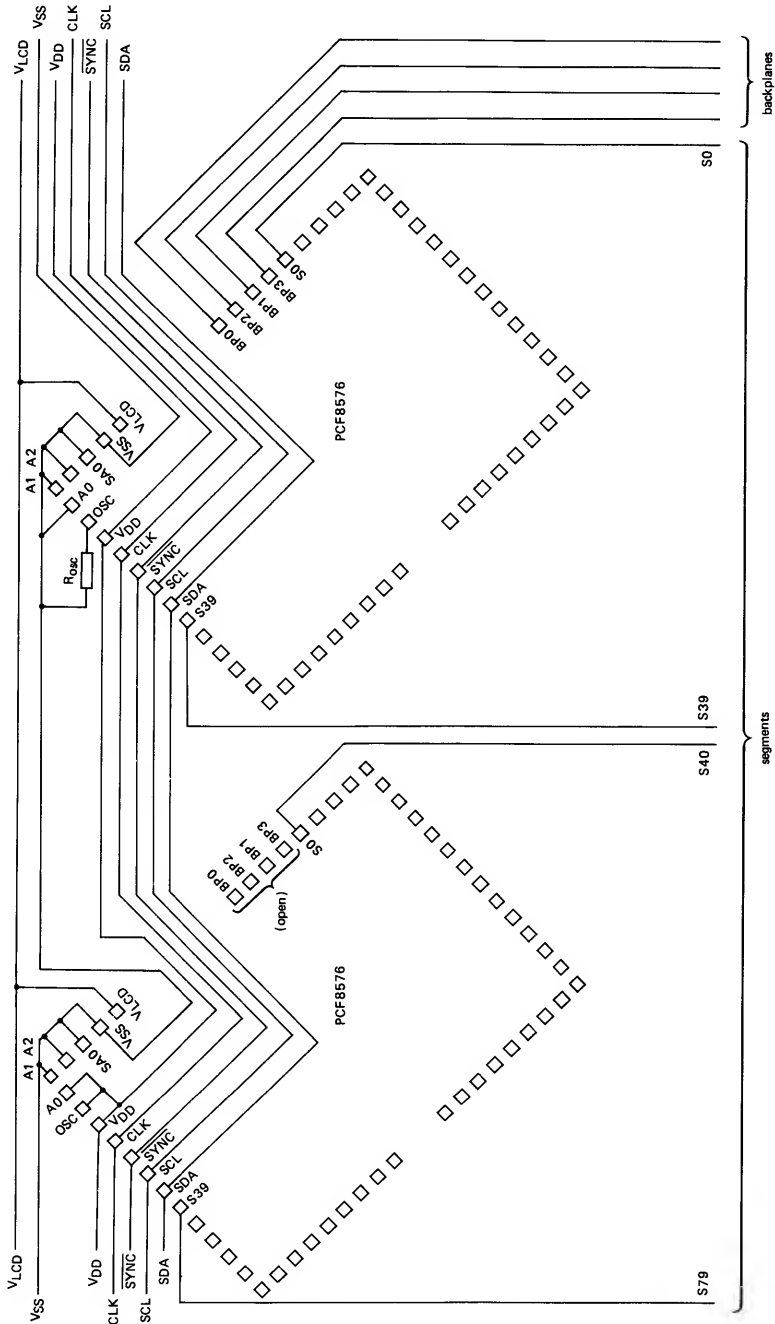 VLCD
VSS
VDD
CLK
SYNC
SCL
SDA
A1 A2
SA0
VSS
VLCD
A0
OSC
ROSC
VDD
CLK
SYNC
SCL
SDA
S39
BP0
BP2
BP1
BP3
S0
PCF8576
A1 A2
SA0
VSS
VLCD
A0
OSC
VDD
CLK
SYNC
SCL
SDA
S39
BP0
BP2
BP1
BP3
S0
(open)
PCF8576
VLCD
VSS
VDD
CLK
SYNC
SCL
SDA
S79
S40
S39
S0
segments
backplanes